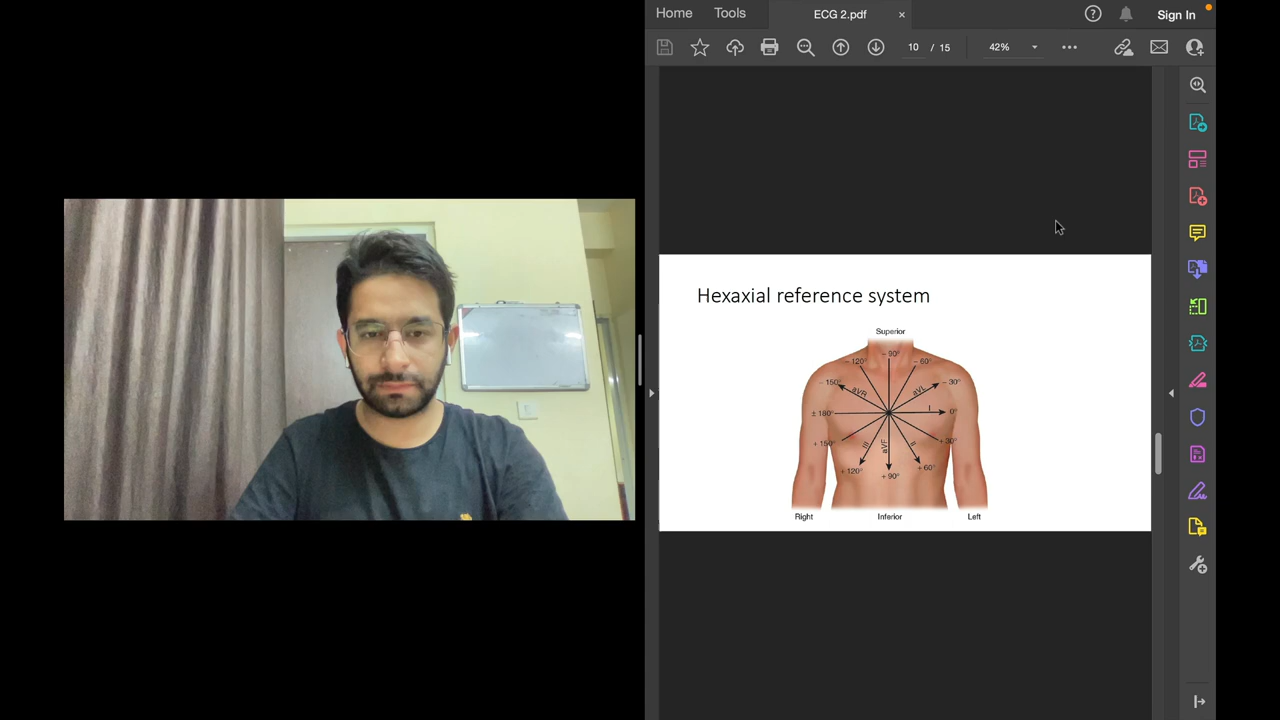 Home Tools ECG 2.pdf × Sign In
10 / 15 42%
Hexaxial reference system
Superior
– 90°
– 120° – 60°
– 150° – 30°
aVR aVL
I
± 180° 0°
+ 150° + 30°
III aVF II
+ 120° + 60°
+ 90°
Right Inferior Left